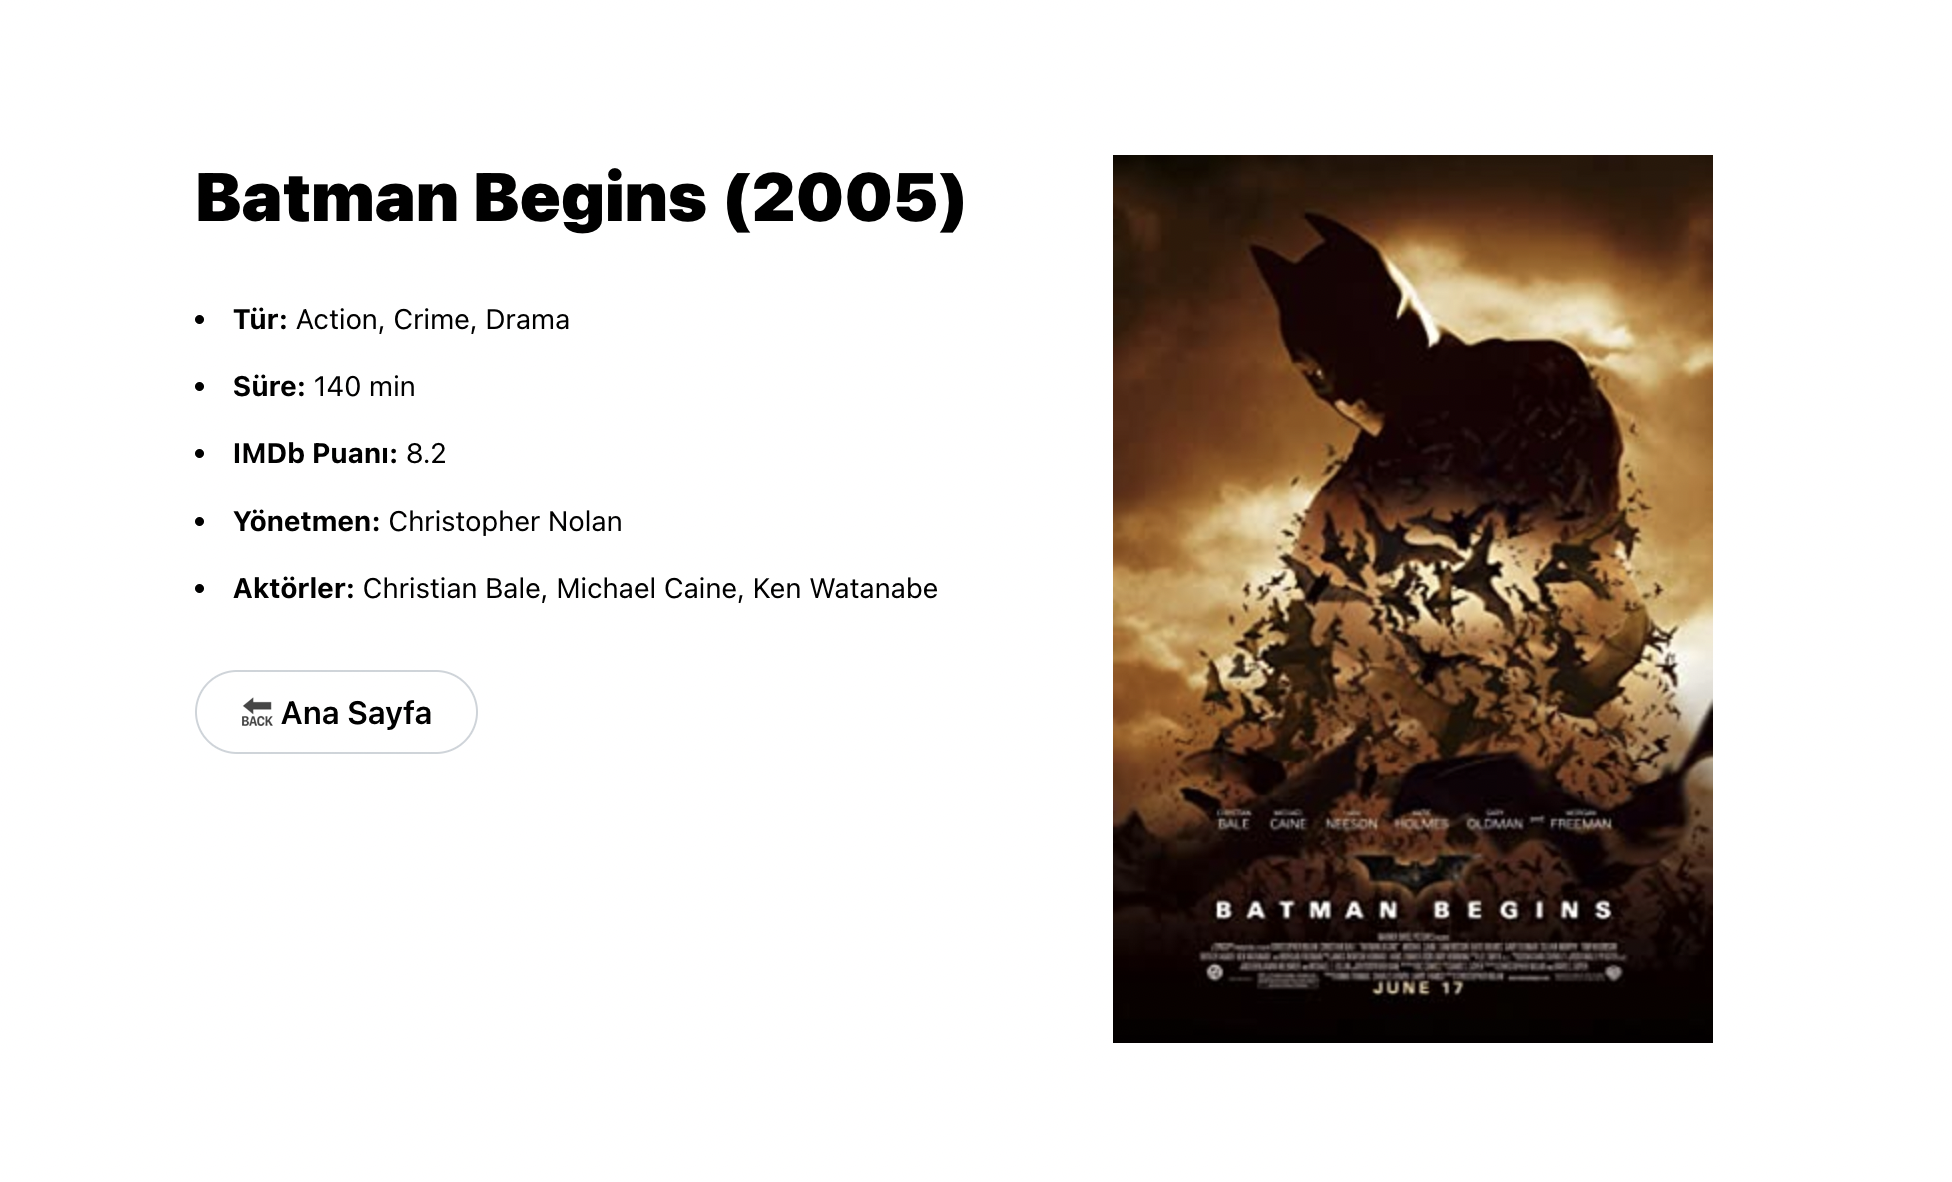 Batman Begins (2005)
Tür: Action, Crime, Drama
Süre: 140 min
IMDb Puanı: 8.2
Yönetmen: Christopher Nolan
Aktörler: Christian Bale, Michael Caine, Ken Watanabe
BACK Ana Sayfa
BALE CAINE NEESON HOLMES OLDMAN FREEMAN
BATMAN BEGINS
JUNE 17